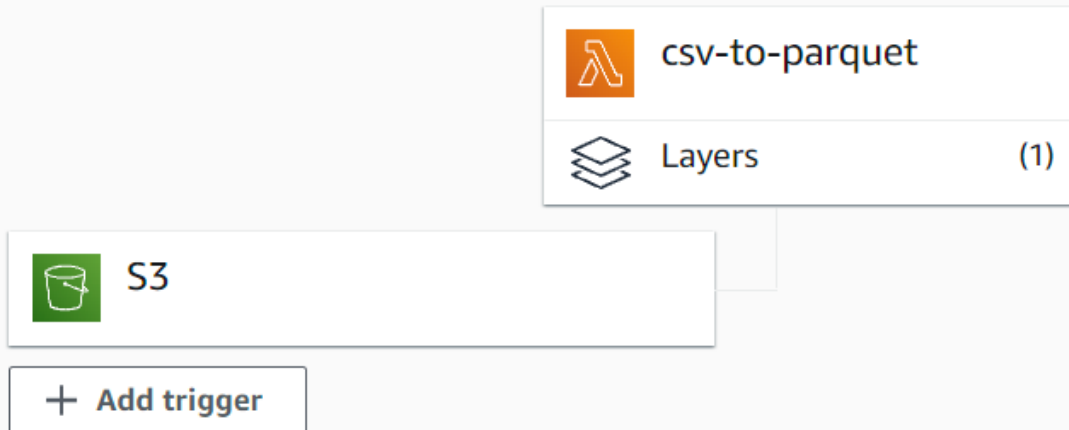 csv-to-parquet
Layers (1)
S3
+ Add trigger